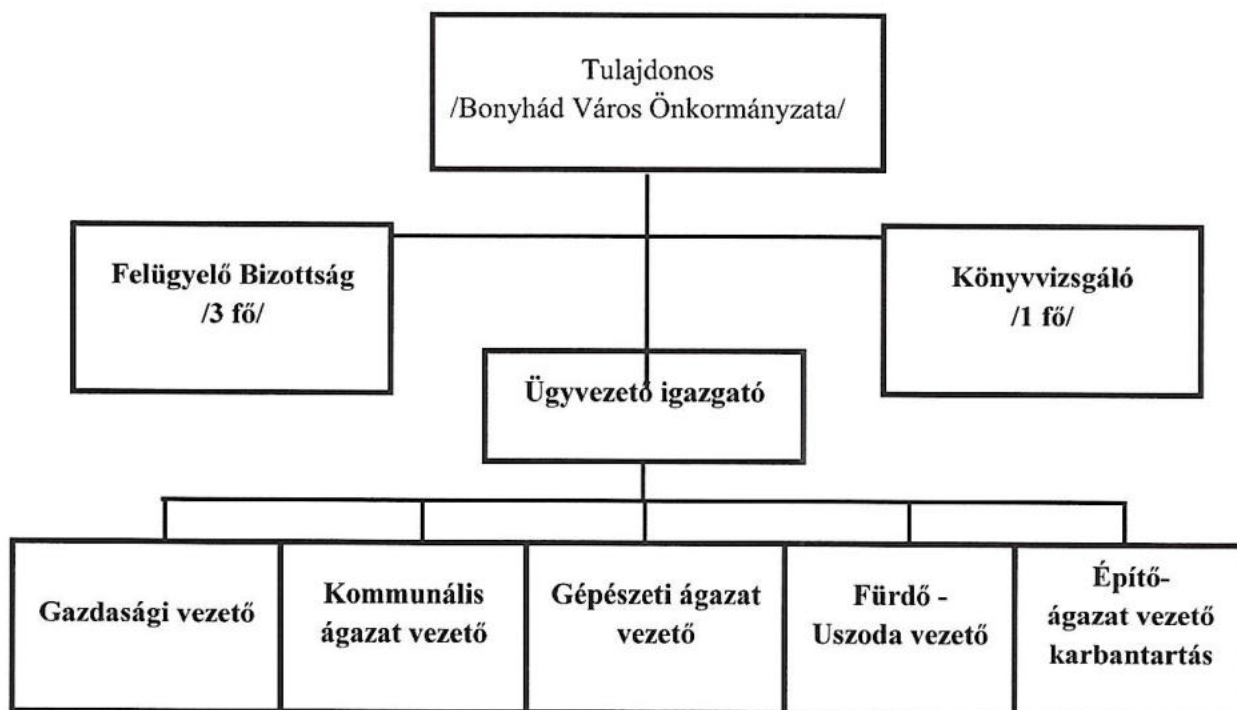 Tulajdonos
/Bonyhád Város Önkormányzata/
Felügyelő Bizottság
/3 fő/
Könyvvizsgáló
/1 fő/
Ügyvezető igazgató
Gazdasági vezető
Kommunális
ágazat vezető
Gépészeti ágazat
vezető
Fürdő -
Uszoda vezető
Építő-
ágazat vezető
karbantartás